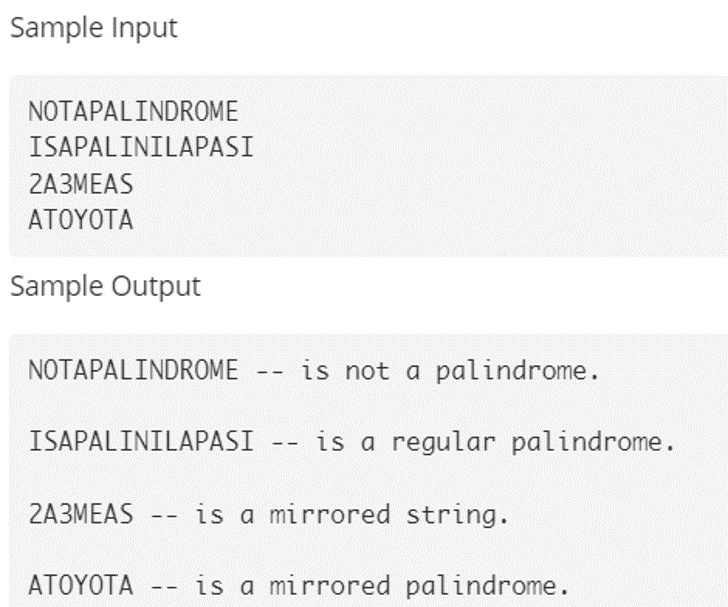 Sample Input
NOTAPALINDROME
ISAPALINILAPASI
2A3MEAS
ATOYOTA
Sample Output
NOTAPALINDROME -- is not a palindrome.
ISAPALINILAPASI -- is a regular palindrome.
2A3MEAS -- is a mirrored string.
ATOYOTA -- is a mirrored palindrome.